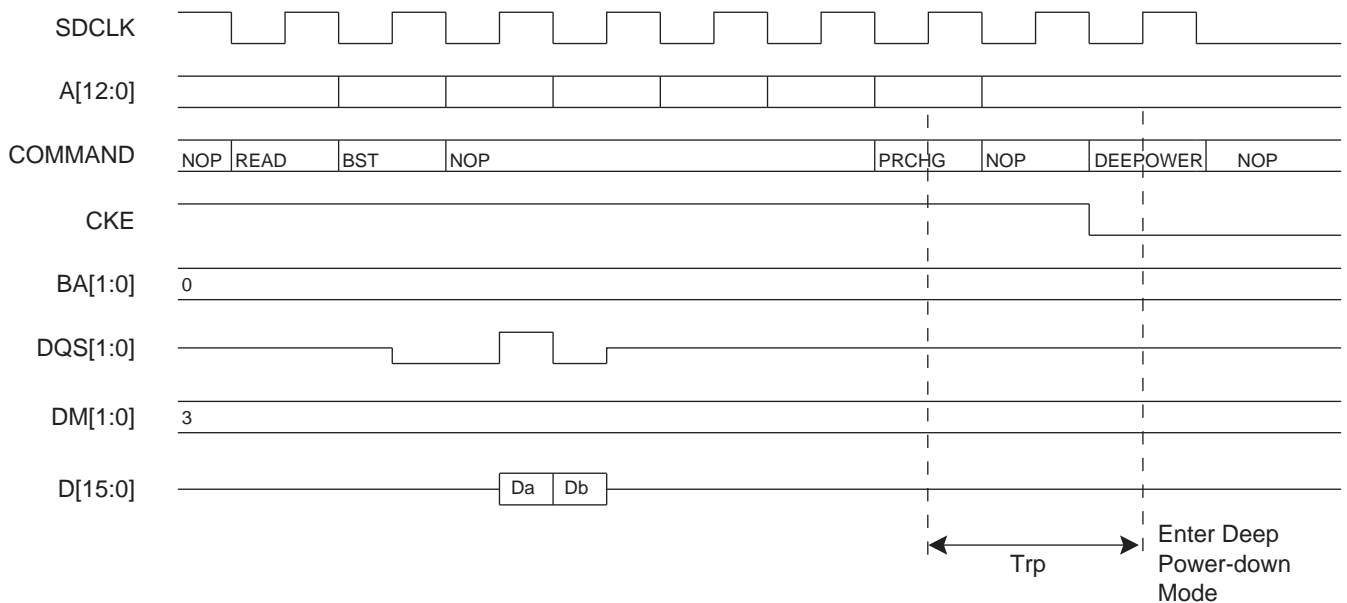 SDCLK
A[12:0]
COMMAND NOP READ BST NOP PRCHG NOP DEEPOWER NOP
CKE
BA[1:0] 0
DQS[1:0]
DM[1:0] 3
D[15:0] Da Db
Trp
Enter Deep
Power-down
Mode